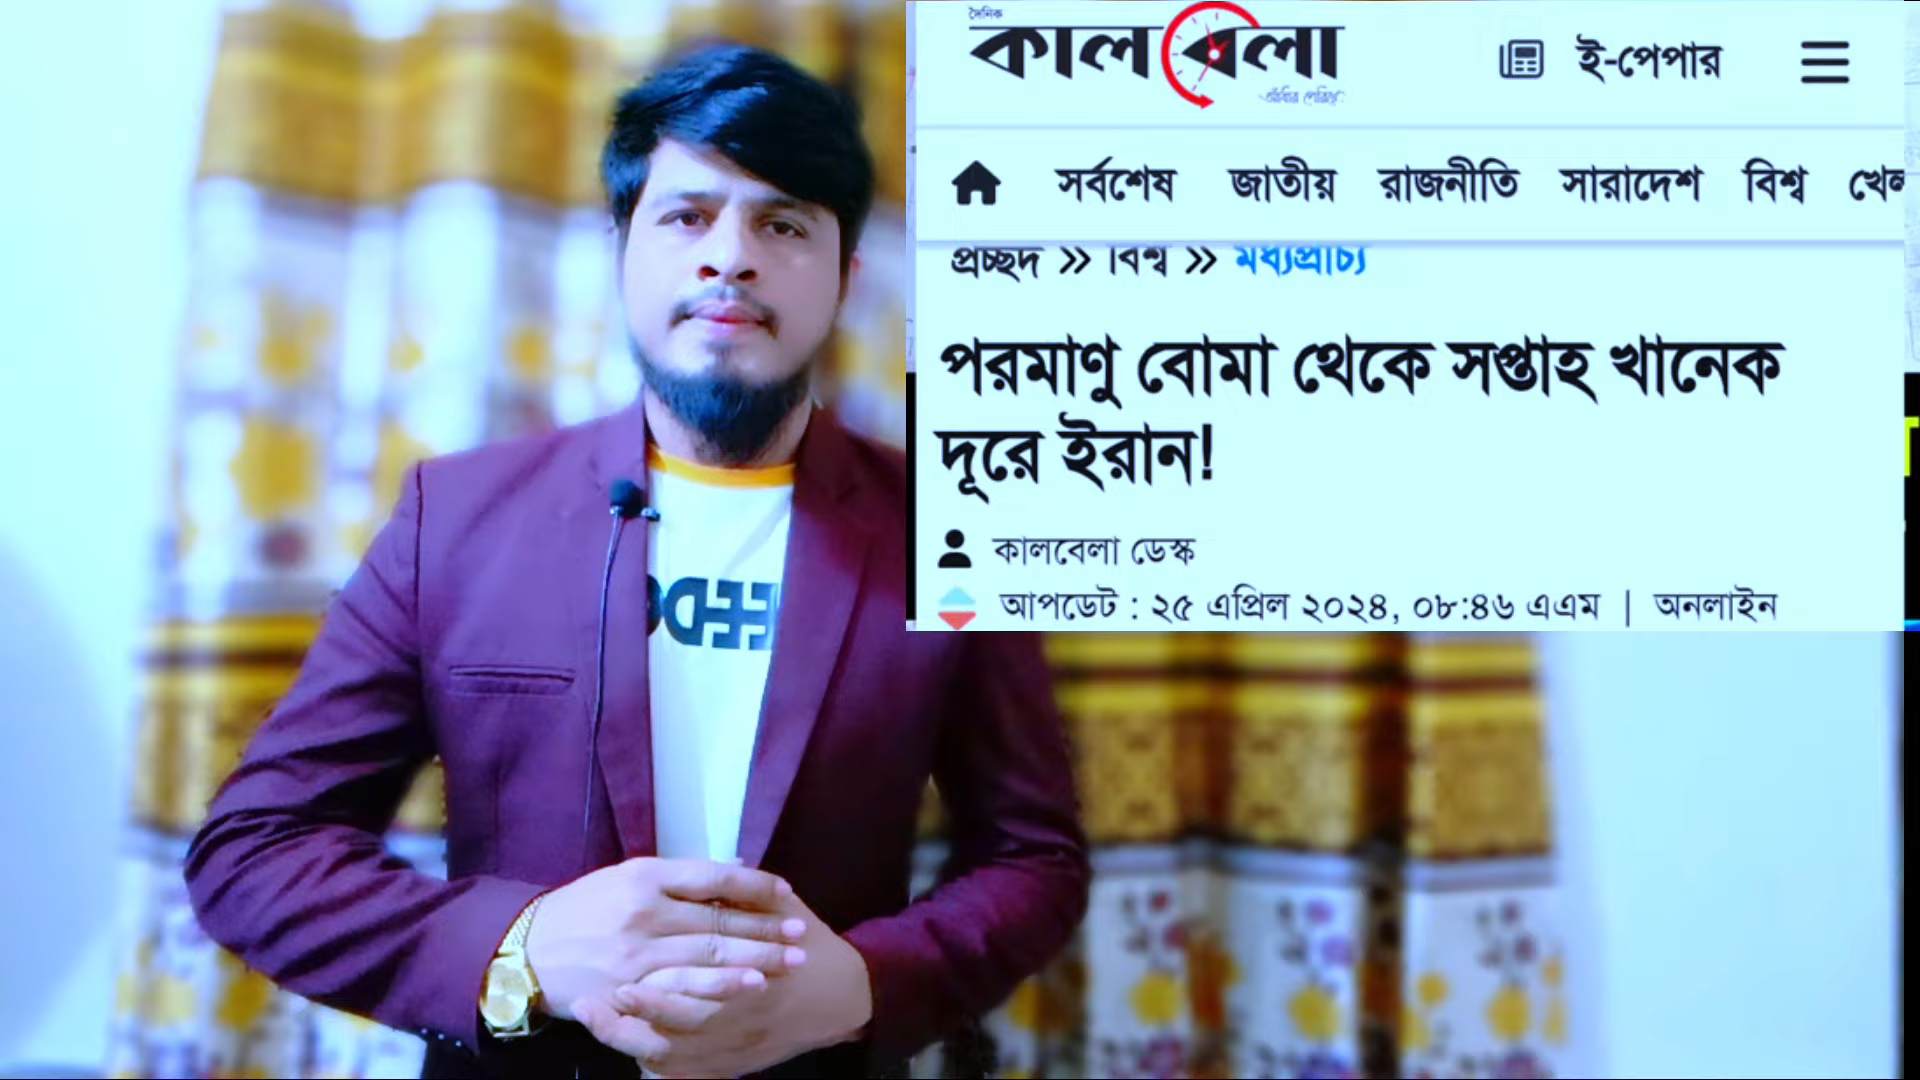 দৈনিক
কালবেলা
ই-পেপার
সর্বশেষ জাতীয় রাজনীতি সারাদেশ বিশ্ব খেল
প্রচ্ছদ >> বিশ্ব >> মধ্যপ্রাচ্য
পরমাণু বোমা থেকে সপ্তাহ খানেক
দূরে ইরান!
কালবেলা ডেস্ক
আপডেট : ২৫ এপ্রিল ২০২৪, ০৮:৪৬ এএম | অনলাইন